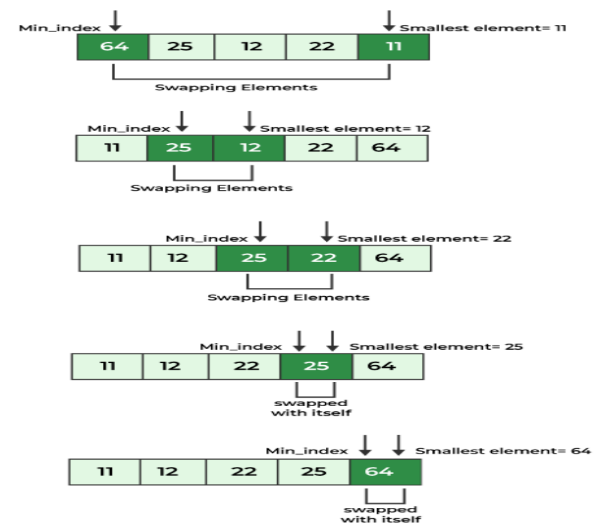 Min_index Smallest element= 11
64 25 12 22 11
Swapping Elements
Min_index Smallest element= 12
11 25 12 22 64
Swapping Elements
Min_index Smallest element= 22
11 12 25 22 64
Swapping Elements
Min_index Smallest element= 25
11 12 22 25 64
swapped
with itself
Min_index Smallest element= 64
11 12 22 25 64
swapped
with itself